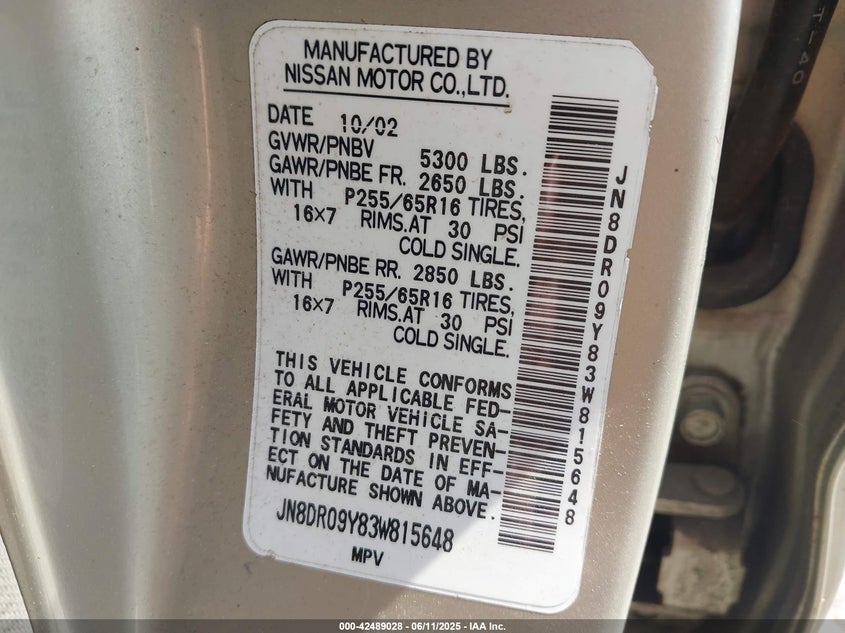 MANUFACTURED BY
NISSAN MOTOR CO.,LTD.
DATE 10/02
GVWR/PNBV 5300 LBS.
GAWR/PNBE FR. 2650 LBS.
WITH P255/65R16 TIRES,
16×7 RIMS.AT 30 PSI
COLD SINGLE.
GAWR/PNBE RR. 2850 LBS.
WITH P255/65R16 TIRES,
16×7 RIMS.AT 30 PSI
COLD SINGLE.
THIS VEHICLE CONFORMS
TO ALL APPLICABLE FED-
ERAL MOTOR VEHICLE SA-
FETY AND THEFT PREVEN-
TION STANDARDS IN EFF-
ECT ON THE DATE OF MA-
NUFACTURE SHOWN ABOVE.
JN8DR09Y83W815648
MPV
JN8DR09Y83W815648
000-42489028 - 06/11/2025 - IAA Inc.